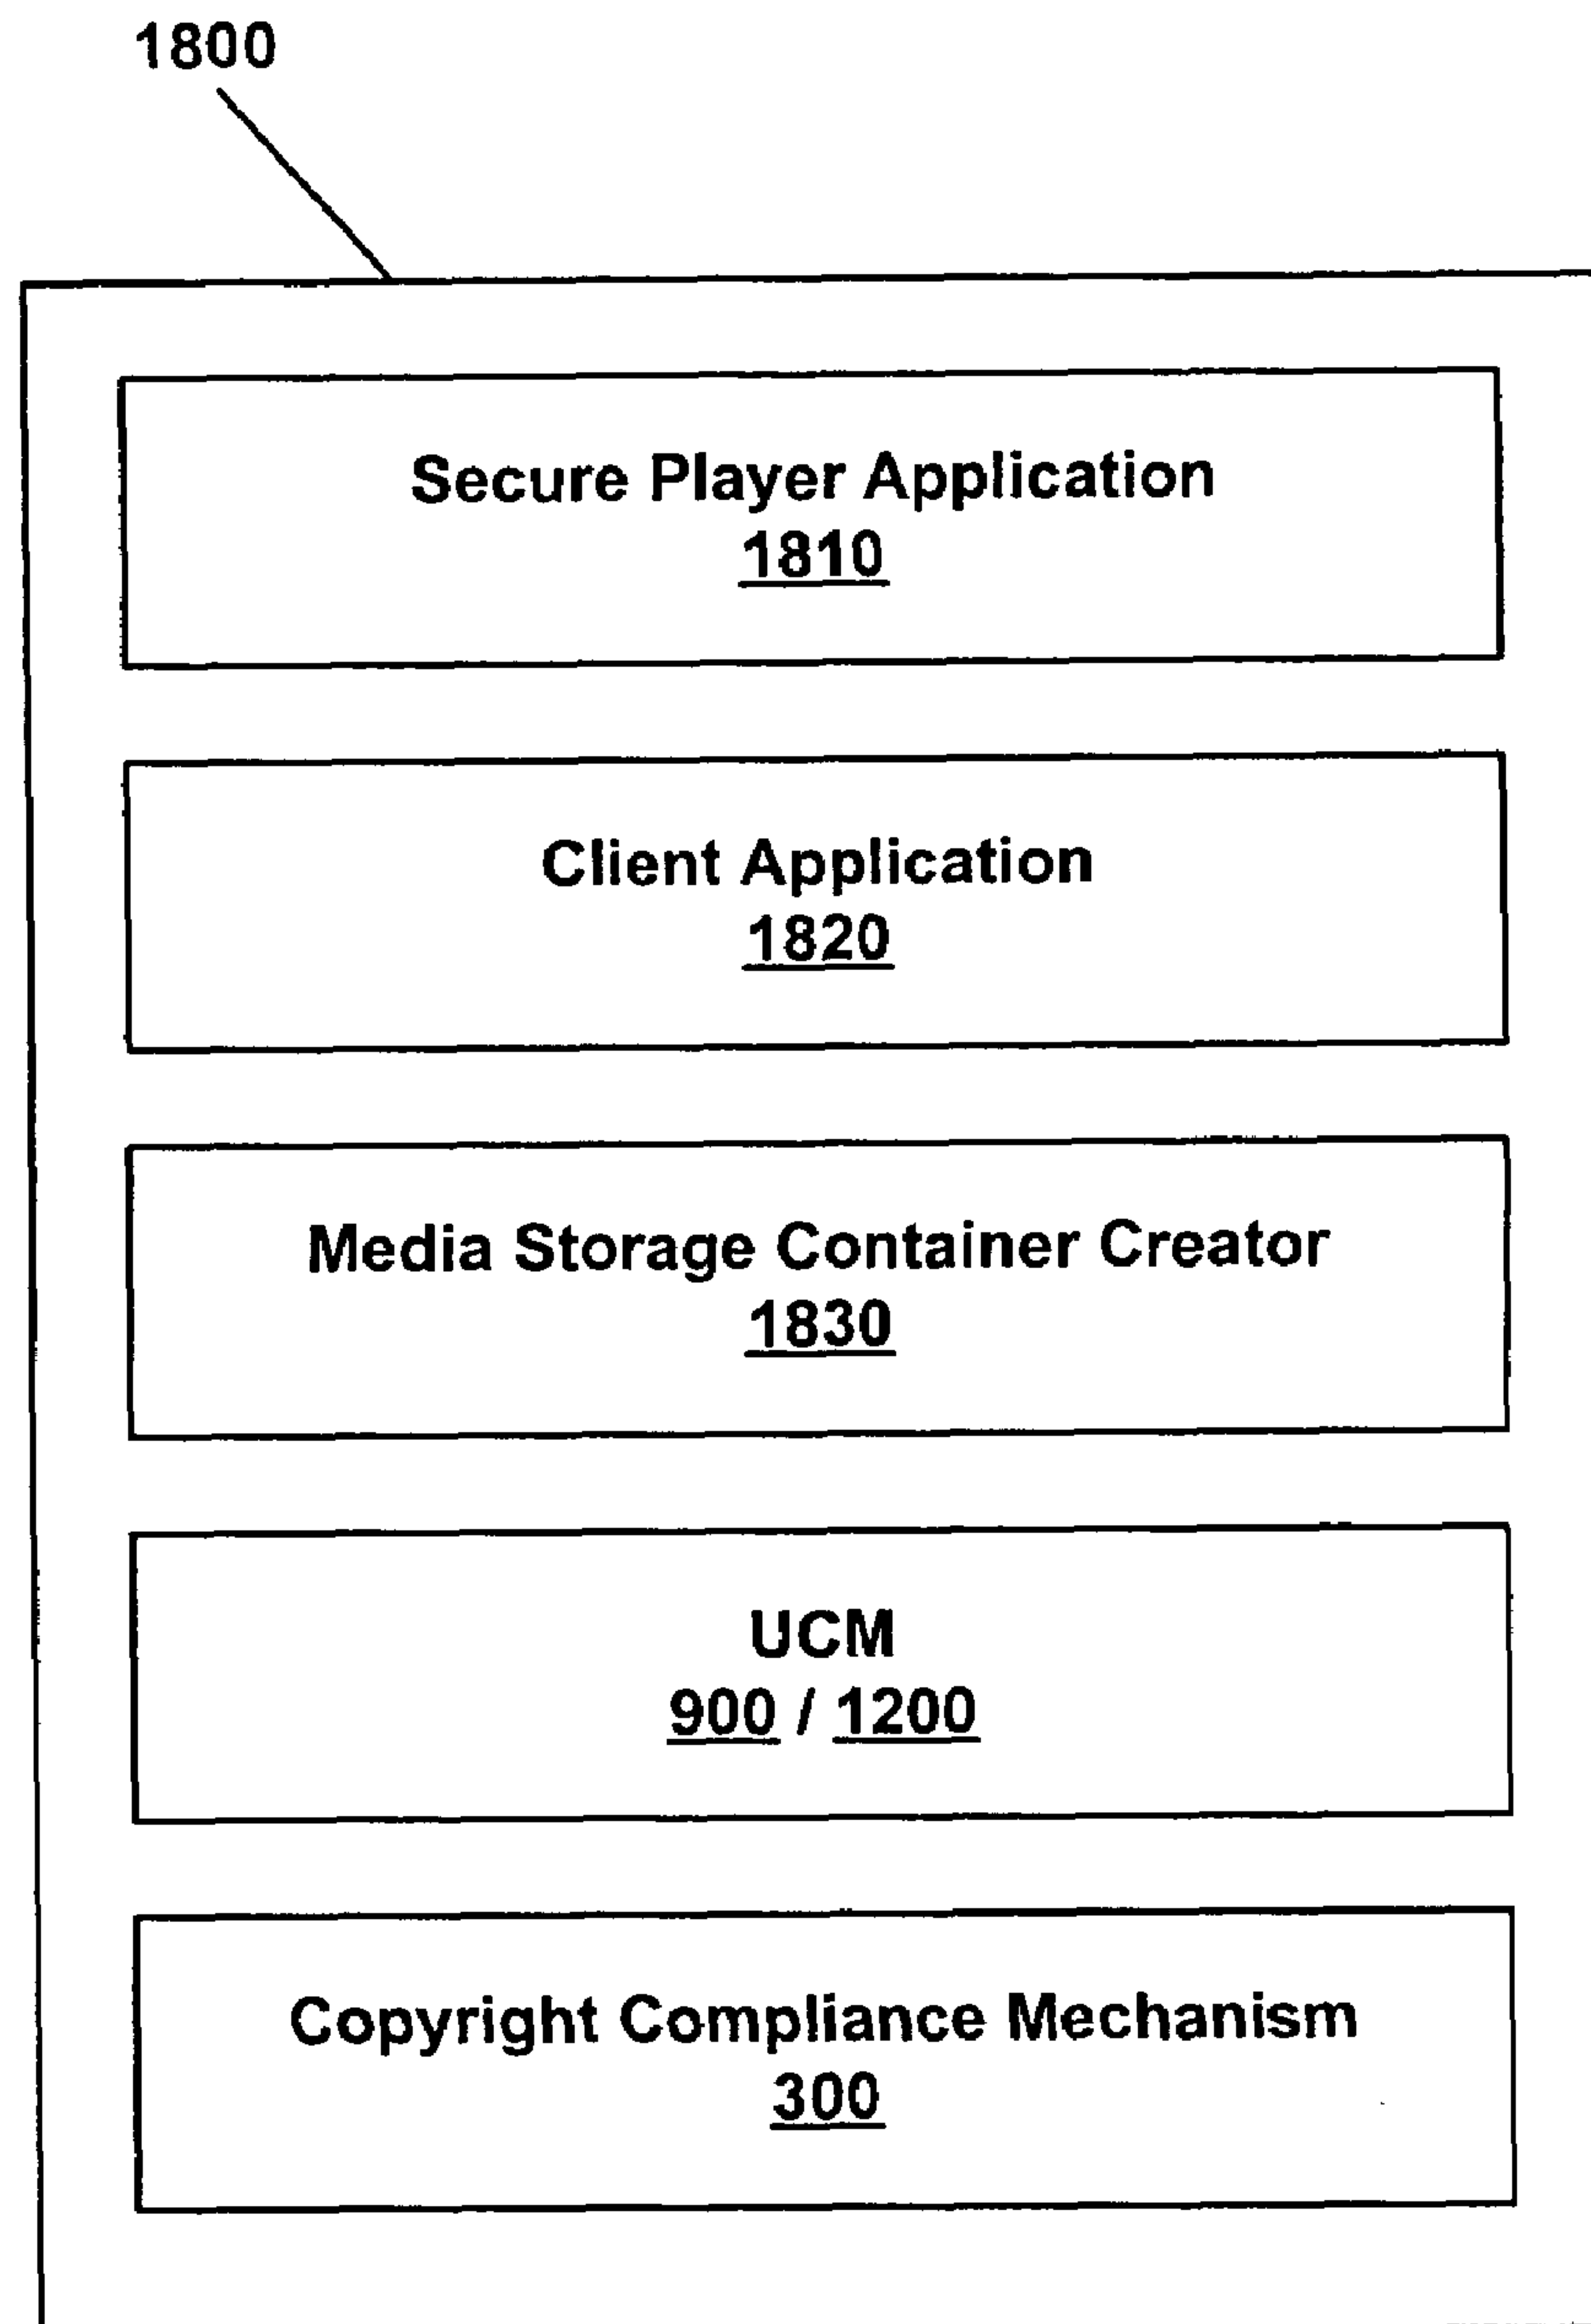 1800
Secure Player Application
1810
Client Application
1820
Media Storage Container Creator
1830
UCM
900 / 1200
Copyright Compliance Mechanism
300